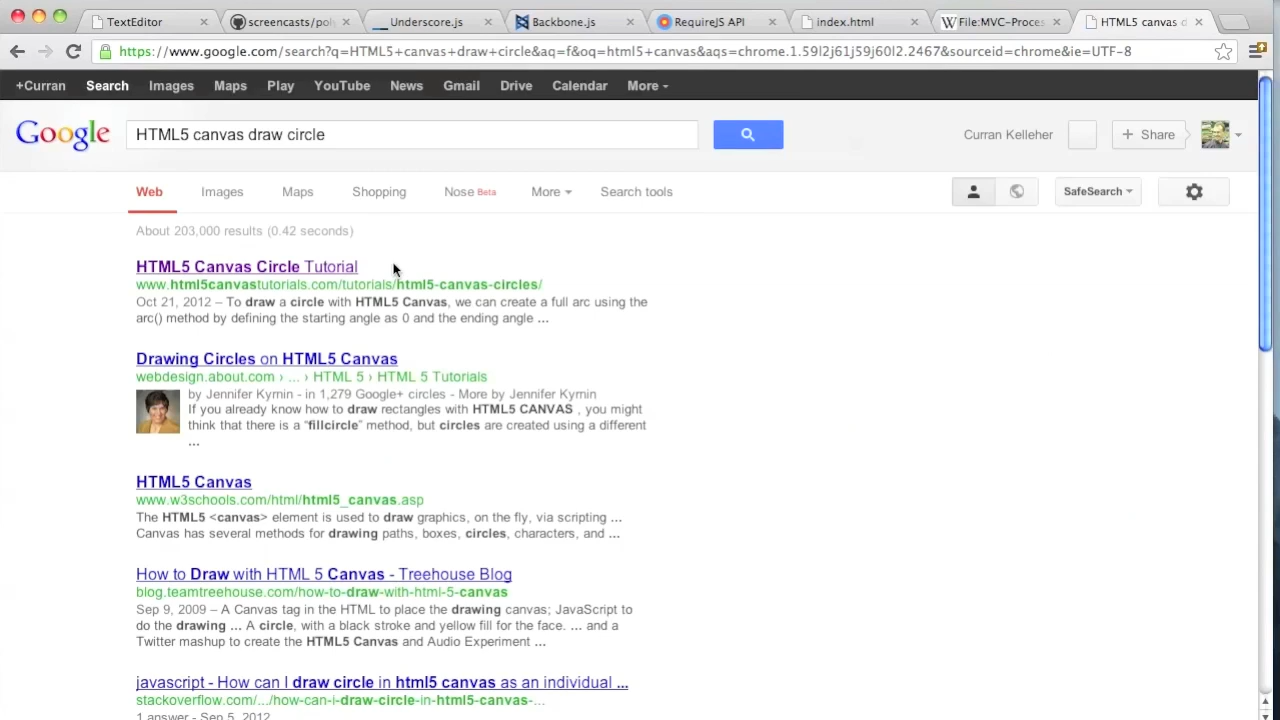 TextEditor
screencasts/poly
Underscore.js
Backbone.js
RequireJS API
index.html
File:MVC-Proces
HTML5 canvas d
https://www.google.com/search?q=HTML5+canvas+draw+circle&aq=f&oq=html5+canvas&aqs=chrome.1.59l2j61j59j60l2.2467&sourceid=chrome&ie=UTF-8
+Curran Search Images Maps Play YouTube News Gmail Drive Calendar More
Google
HTML5 canvas draw circle
Curran Kelleher
+ Share
Web Images Maps Shopping Nose Beta More Search tools
SafeSearch
About 203,000 results (0.42 seconds)
HTML5 Canvas Circle Tutorial
www.html5canvastutorials.com/tutorials/html5-canvas-circles/
Oct 21, 2012 – To draw a circle with HTML5 Canvas, we can create a full arc using the
arc() method by defining the starting angle as 0 and the ending angle ...
Drawing Circles on HTML5 Canvas
webdesign.about.com › ... › HTML 5 › HTML 5 Tutorials
by Jennifer Kyrnin - in 1,279 Google+ circles - More by Jennifer Kyrnin
If you already know how to draw rectangles with HTML5 CANVAS , you might
think that there is a “fillcircle” method, but circles are created using a different
...
HTML5 Canvas
www.w3schools.com/html/html5_canvas.asp
The HTML5 <canvas> element is used to draw graphics, on the fly, via scripting ...
Canvas has several methods for drawing paths, boxes, circles, characters, and ...
How to Draw with HTML 5 Canvas - Treehouse Blog
blog.teamtreehouse.com/how-to-draw-with-html-5-canvas
Sep 9, 2009 – A Canvas tag in the HTML to place the drawing canvas; JavaScript to
do the drawing ... A circle, with a black stroke and yellow fill for the face. ... and a
Twitter mashup to create the HTML5 Canvas and Audio Experiment ...
javascript - How can I draw circle in html5 canvas as an individual ...
stackoverflow.com/.../how-can-i-draw-circle-in-html5-canvas-...
1 answer - Sep 5, 2012